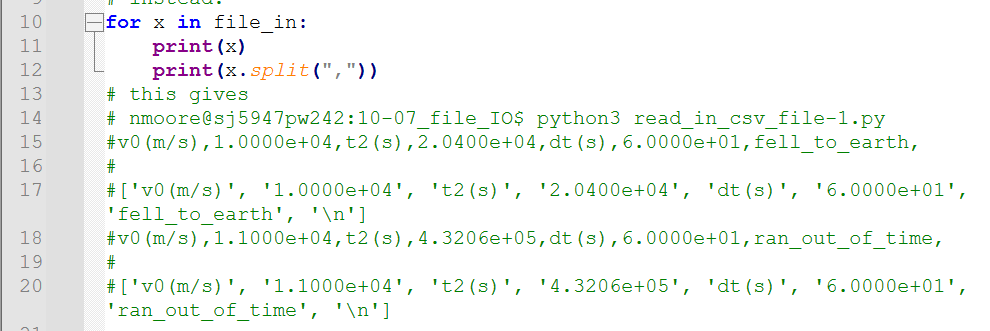 9 # instead:
10 for x in file_in:
11 print(x)
12 print(x.split(","))
13 # this gives
14 # nmoore@sj5947pw242:10-07_file_IO$ python3 read_in_csv_file-1.py
15 #v0(m/s),1.0000e+04,t2(s),2.0400e+04,dt(s),6.0000e+01,fell_to_earth,
16 #
17 #['v0(m/s)', '1.0000e+04', 't2(s)', '2.0400e+04', 'dt(s)', '6.0000e+01',
'fell_to_earth', '\n']
18 #v0(m/s),1.1000e+04,t2(s),4.3206e+05,dt(s),6.0000e+01,ran_out_of_time,
19 #
20 #['v0(m/s)', '1.1000e+04', 't2(s)', '4.3206e+05', 'dt(s)', '6.0000e+01',
'ran_out_of_time', '\n']